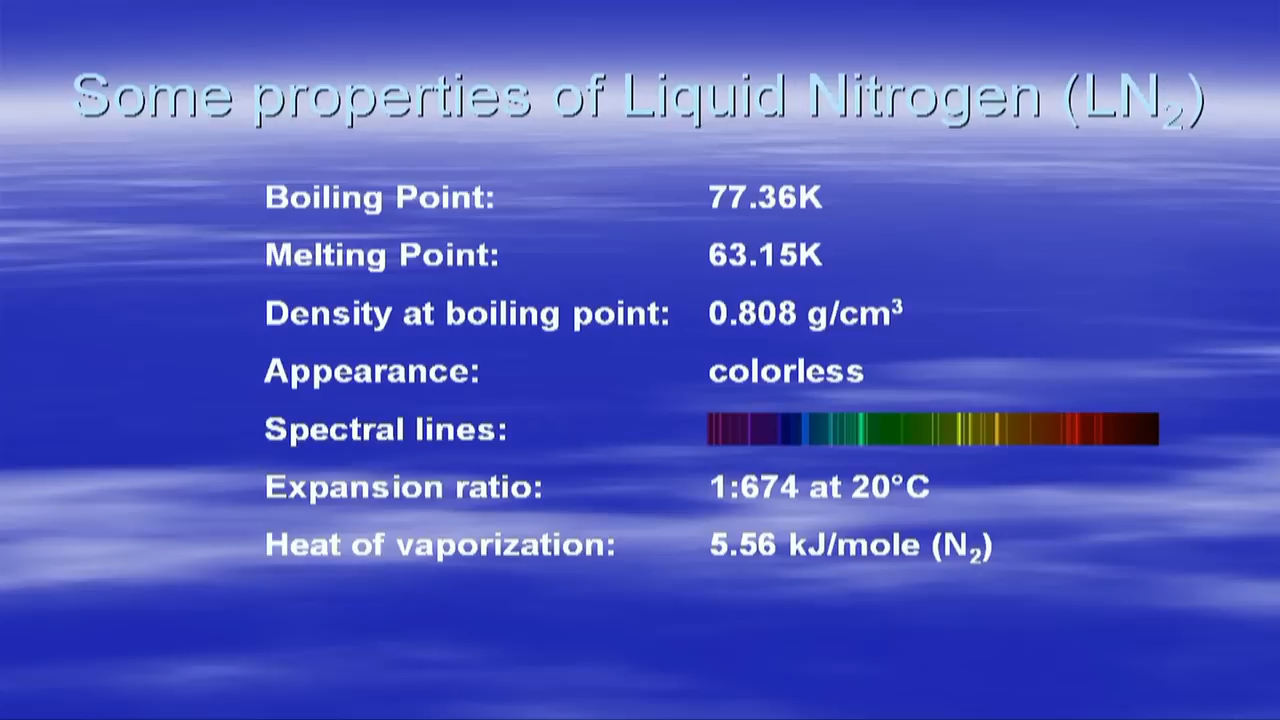 Some properties of Liquid Nitrogen (LN₂)
Boiling Point: 77.36K
Melting Point: 63.15K
Density at boiling point: 0.808 g/cm³
Appearance: colorless
Spectral lines:
Expansion ratio: 1:674 at 20°C
Heat of vaporization: 5.56 kJ/mole (N₂)